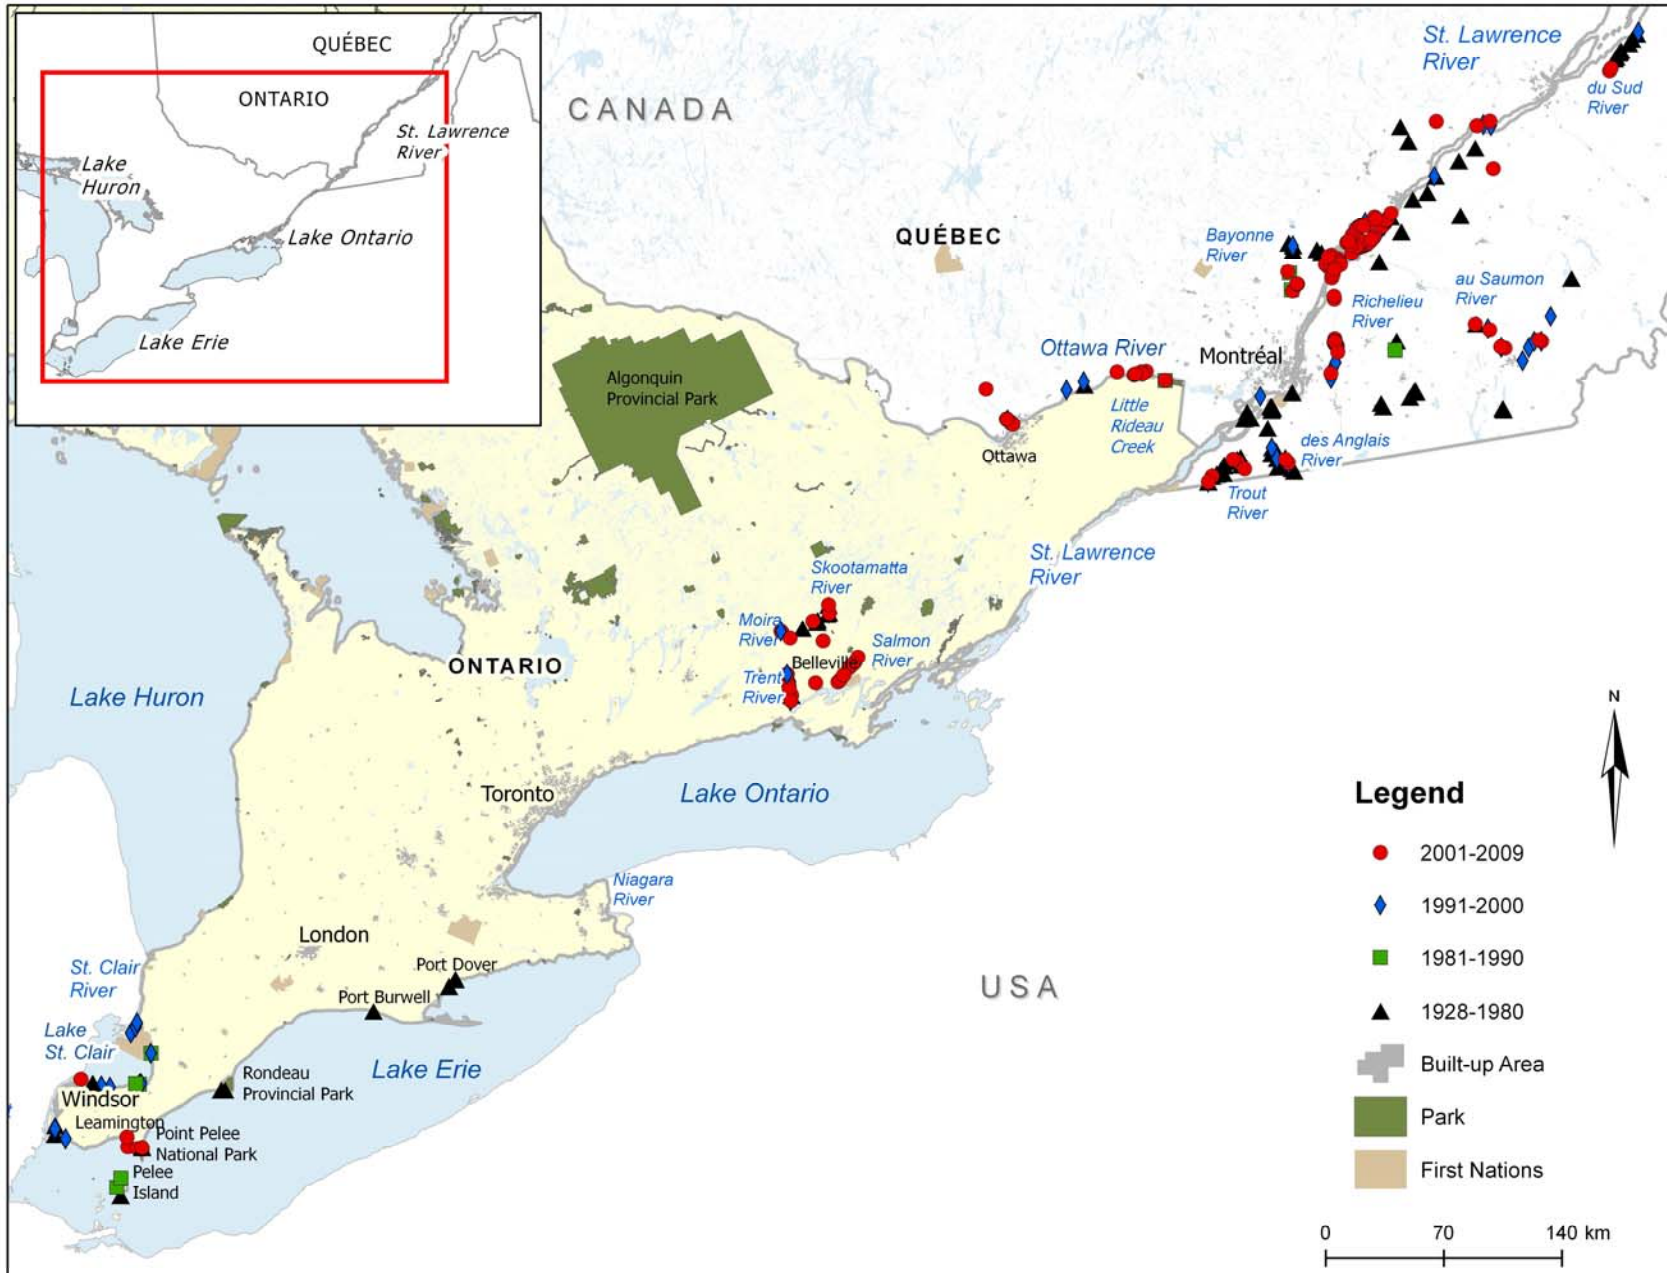 QUÉBEC
ONTARIO
St. Lawrence
River
Lake
Huron
Lake Ontario
Lake Erie
CANADA
St. Lawrence
River
du Sud
River
QUÉBEC
Bayonne
River
au Saumon
River
Richelieu
River
Ottawa River
Montréal
Algonquin
Provincial Park
Little
Rideau
Creek
Ottawa
des Anglais
River
Trout
River
St. Lawrence
River
Skootamatta
River
Moira
River
Salmon
River
Belleville
ONTARIO
Trent
River
Lake Huron
Toronto
Lake Ontario
Niagara
River
London
Port Dover
Port Burwell
St. Clair
River
Lake
St. Clair
Lake Erie
Rondeau
Provincial Park
Windsor
Leamington
Point Pelee
National Park
Pelee
Island
USA
N
Legend
2001-2009
1991-2000
1981-1990
1928-1980
Built-up Area
Park
First Nations
0 70 140 km